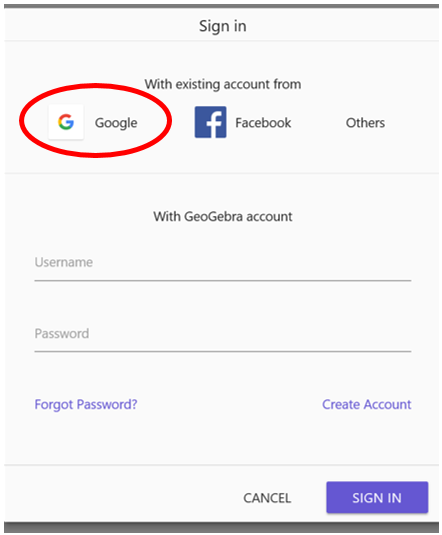 Sign in
With existing account from
Google Facebook Others
With GeoGebra account
Username
Password
Forgot Password? Create Account
CANCEL SIGN IN